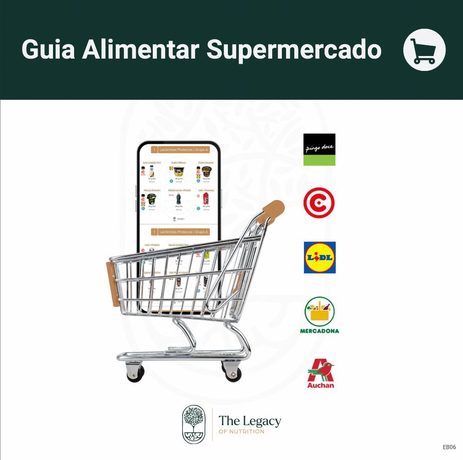 Guia Alimentar Supermercado
pingo doce
LIDL
MERCADONA
Auchan
The Legacy
OF NUTRITION
EB06